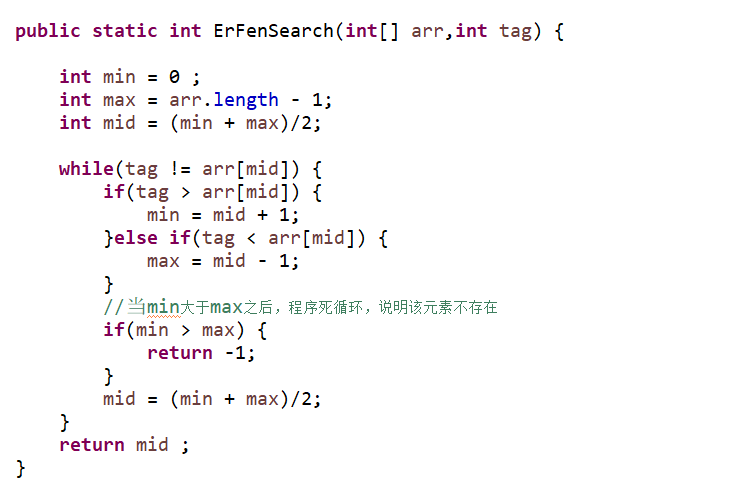 public static int ErFenSearch(int[] arr,int tag) {
int min = 0 ;
int max = arr.length - 1;
int mid = (min + max)/2;
while(tag != arr[mid]) {
if(tag > arr[mid]) {
min = mid + 1;
}else if(tag < arr[mid]) {
max = mid - 1;
}
//当min大于max之后，程序死循环，说明该元素不存在
if(min > max) {
return -1;
}
mid = (min + max)/2;
}
return mid ;
}